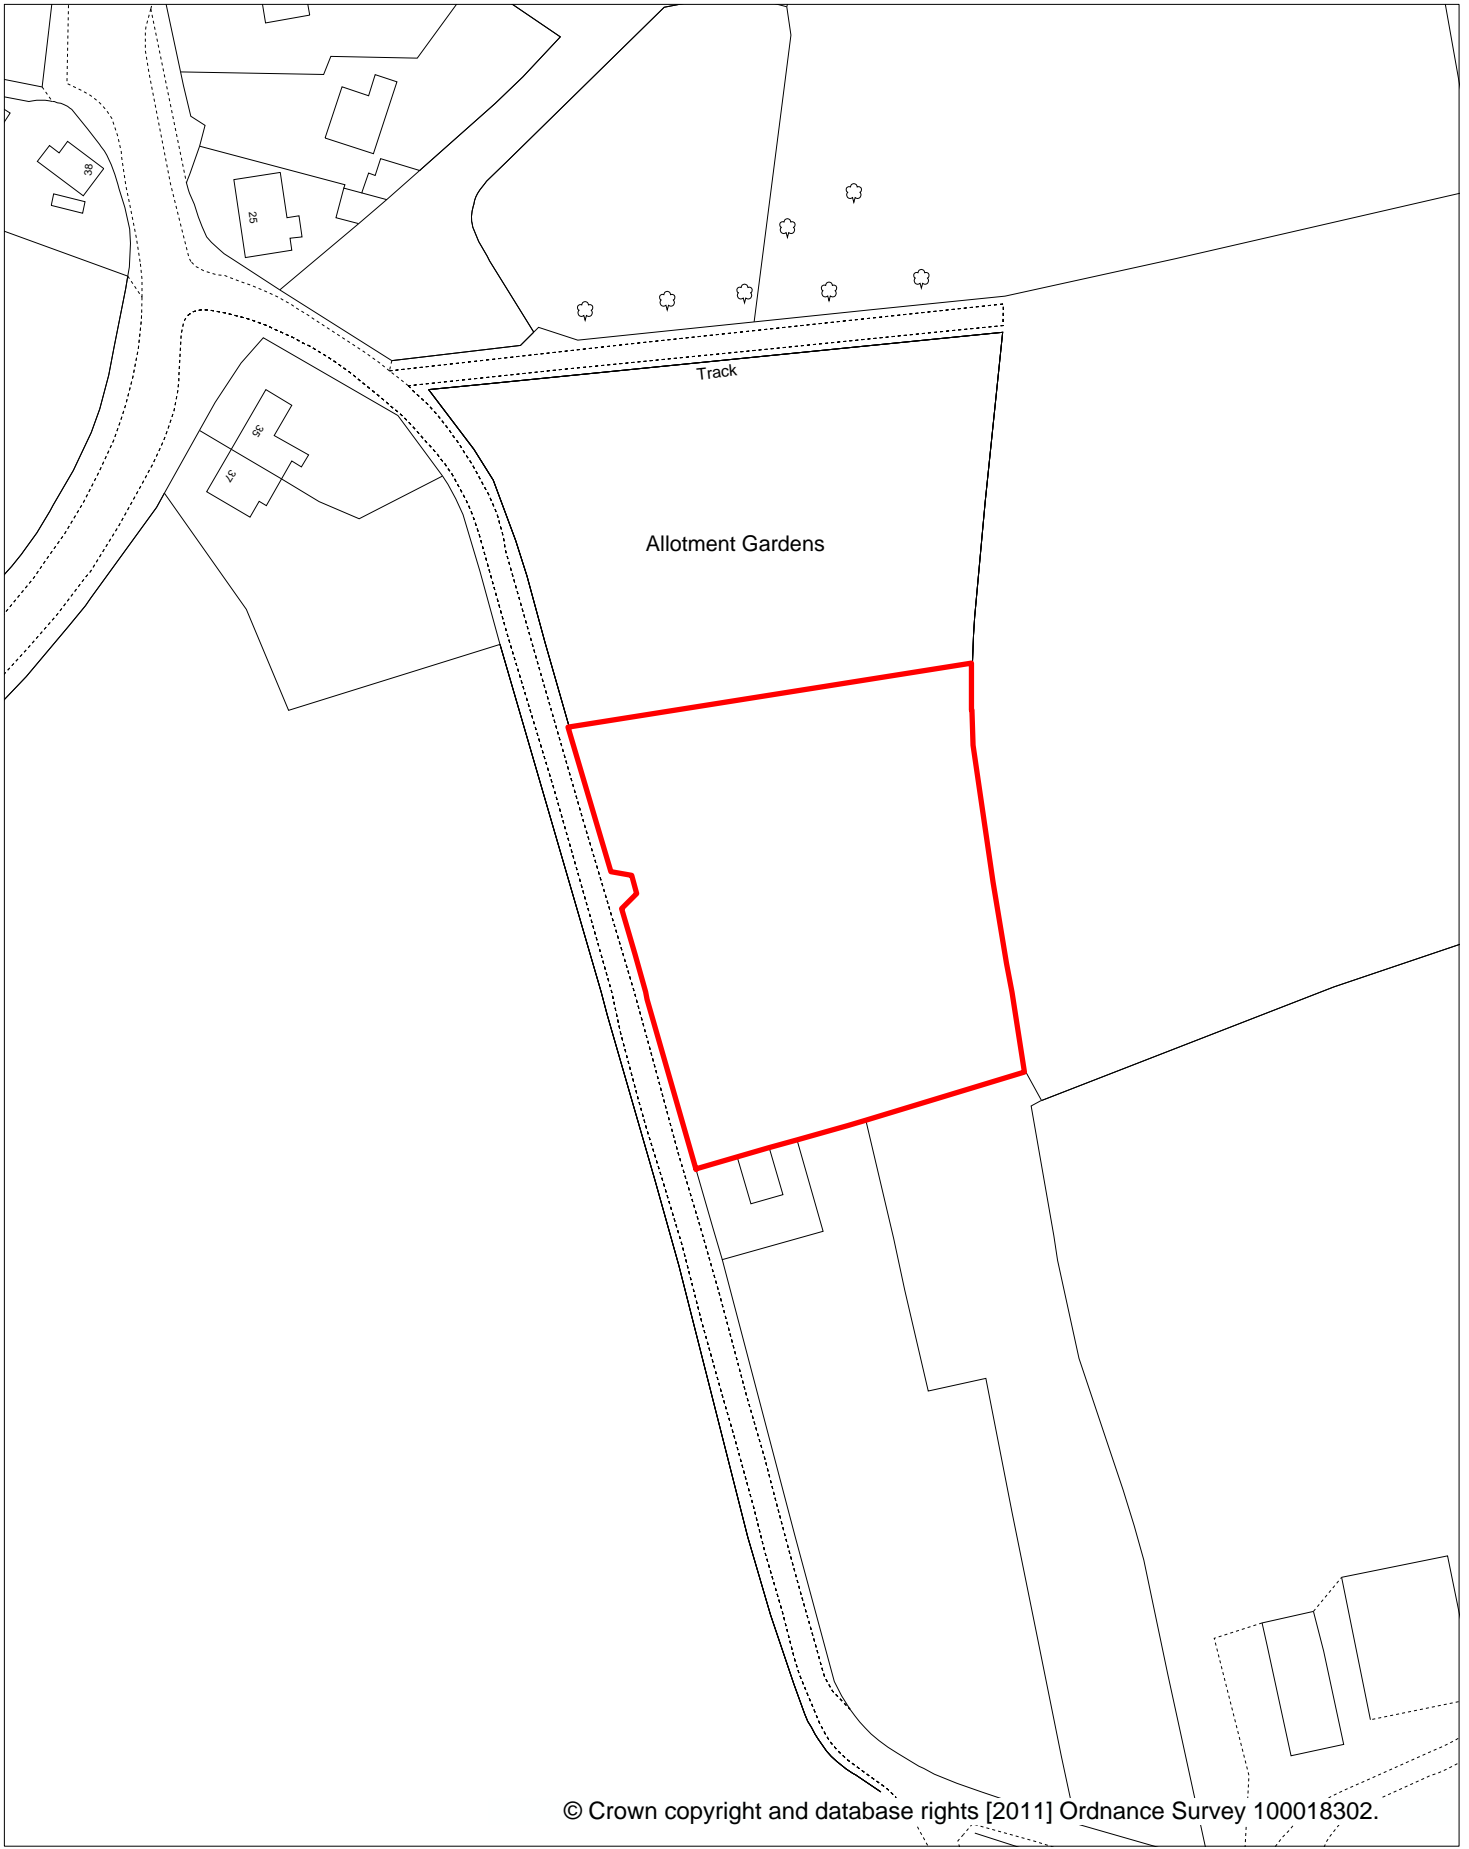 38
25
Track
35
37
Allotment Gardens
© Crown copyright and database rights [2011] Ordnance Survey 100018302.